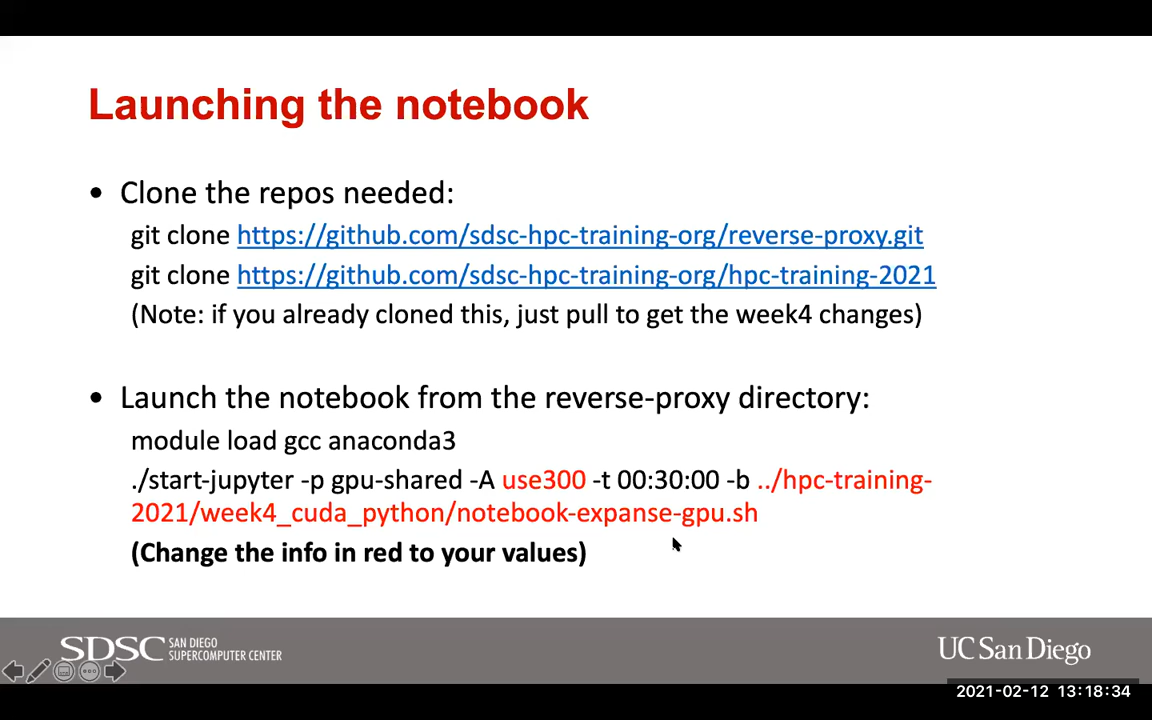 Launching the notebook
• Clone the repos needed:
git clone https://github.com/sdsc-hpc-training-org/reverse-proxy.git
git clone https://github.com/sdsc-hpc-training-org/hpc-training-2021
(Note: if you already cloned this, just pull to get the week4 changes)
• Launch the notebook from the reverse-proxy directory:
module load gcc anaconda3
./start-jupyter -p gpu-shared -A use300 -t 00:30:00 -b ../hpc-training-
2021/week4_cuda_python/notebook-expanse-gpu.sh
(Change the info in red to your values)
SDSC SAN DIEGO
SUPERCOMPUTER CENTER
UC San Diego
2021-02-12 13:18:34